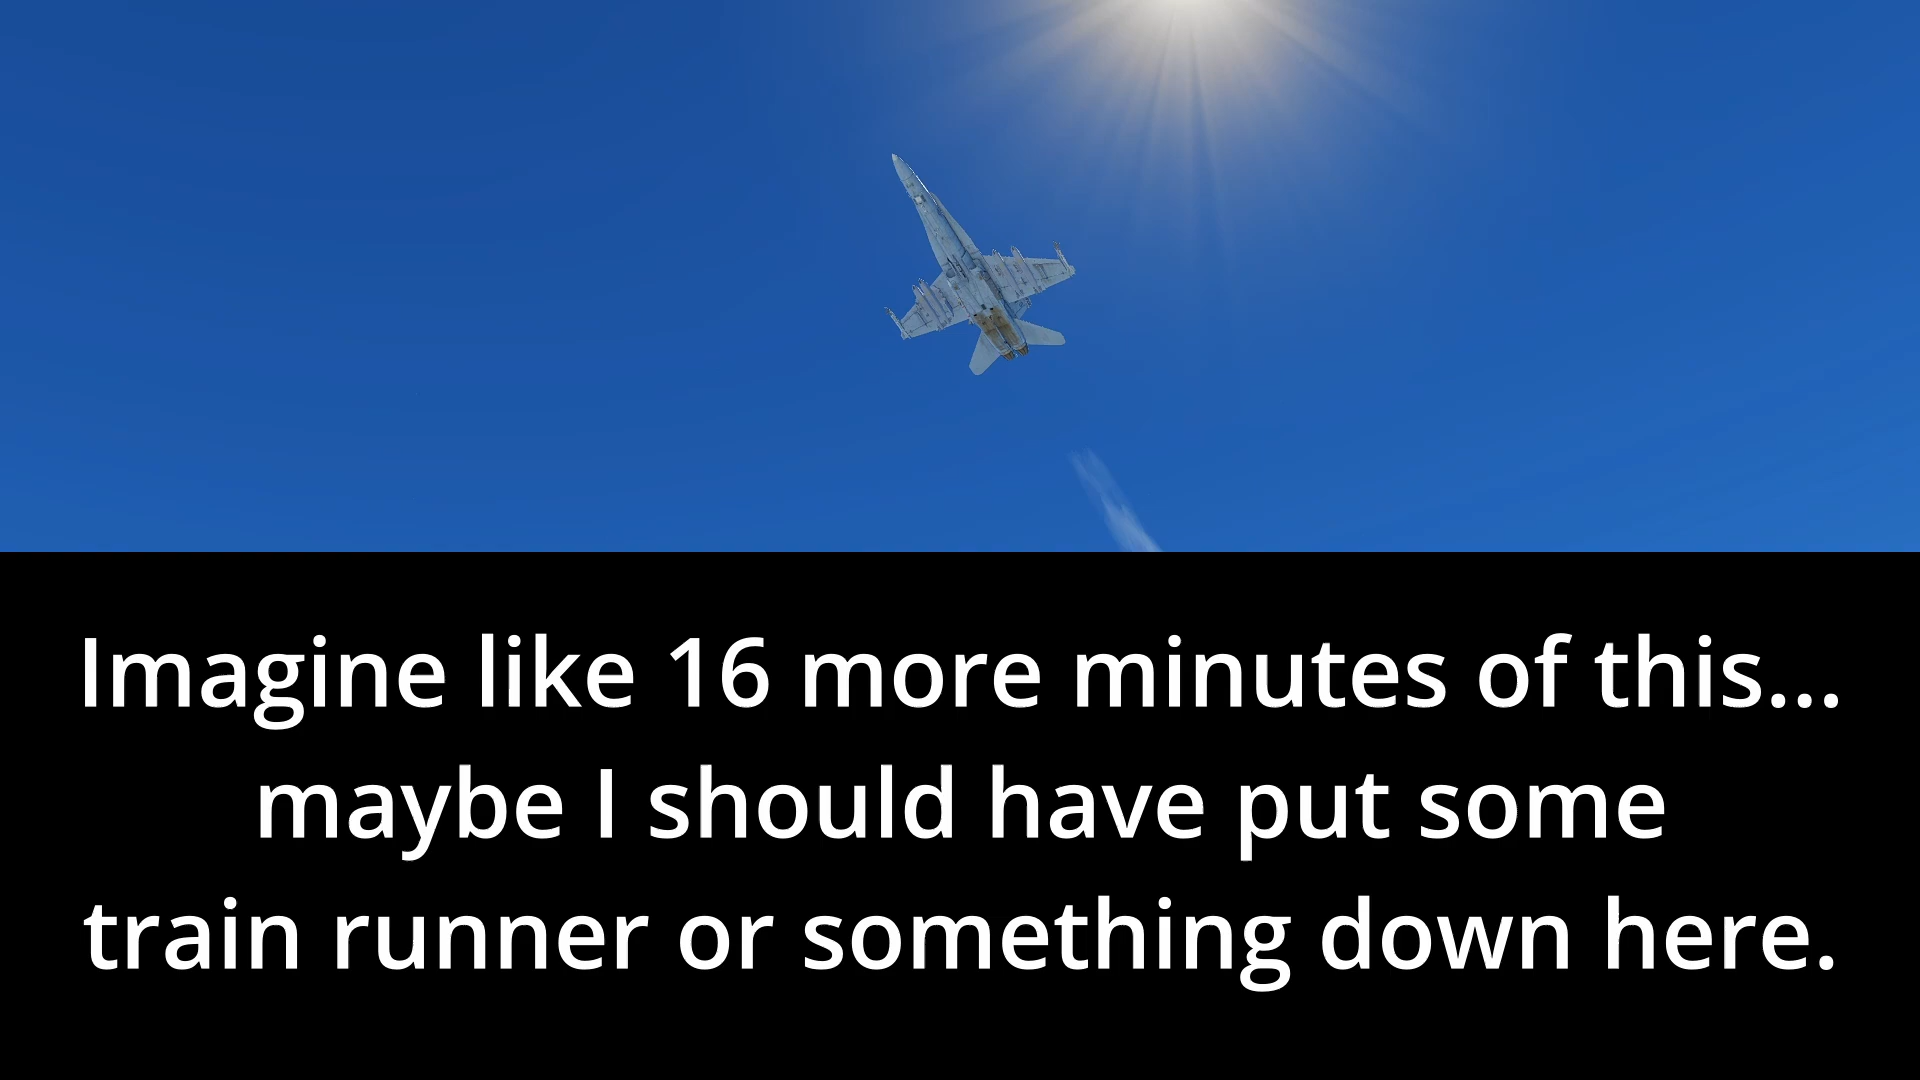 Imagine like 16 more minutes of this...
maybe I should have put some
train runner or something down here.